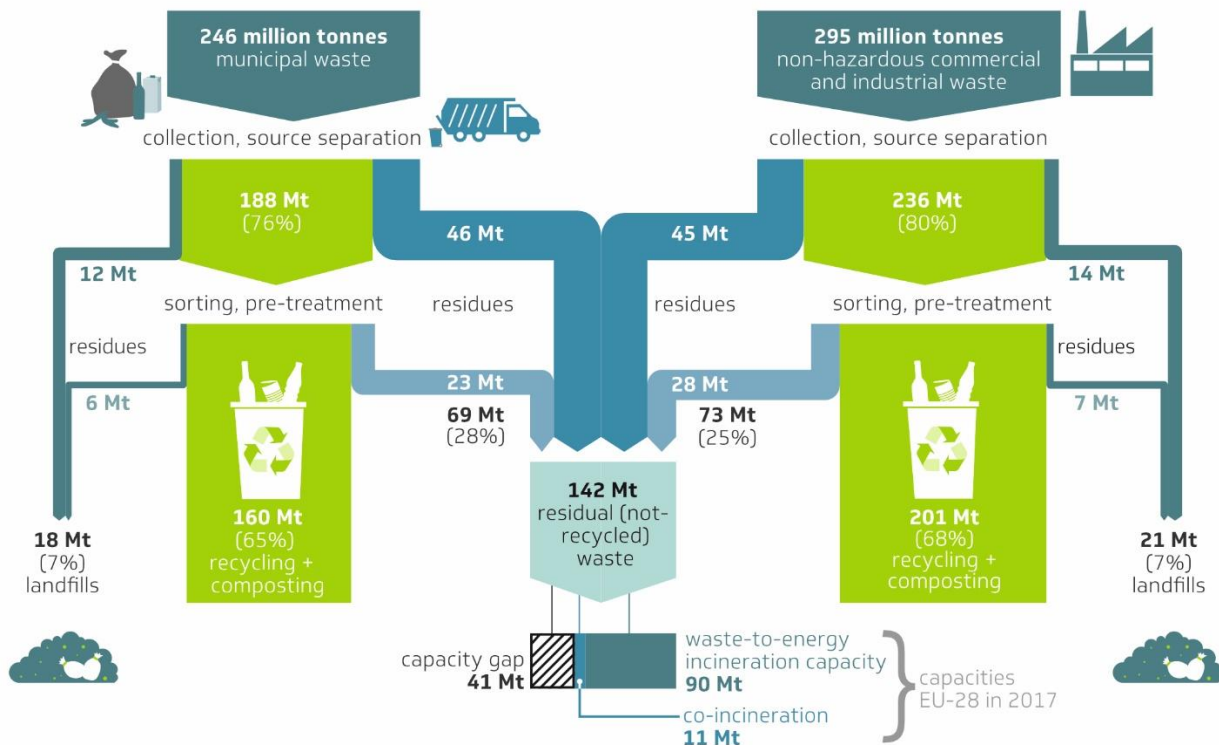 246 million tonnes
municipal waste
295 million tonnes
non-hazardous commercial
and industrial waste
collection, source separation
collection, source separation
188 Mt
(76%)
46 Mt
45 Mt
236 Mt
(80%)
12 Mt
14 Mt
sorting, pre-treatment
residues
residues
sorting, pre-treatment
residues
residues
6 Mt
23 Mt
28 Mt
7 Mt
69 Mt
(28%)
73 Mt
(25%)
142 Mt
residual (not-
recycled)
waste
160 Mt
(65%)
recycling +
composting
201 Mt
(68%)
recycling +
composting
18 Mt
(7%)
landfills
21 Mt
(7%)
landfills
capacity gap
41 Mt
waste-to-energy
incineration capacity
90 Mt
co-incineration
11 Mt
capacities
EU-28 in 2017